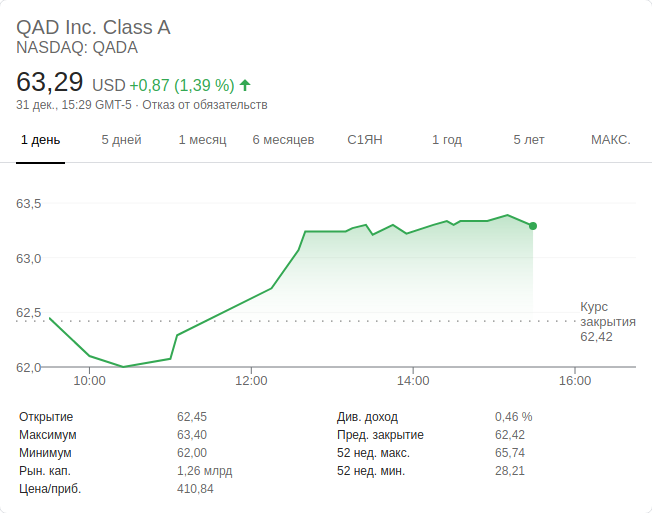 QAD Inc. Class A
NASDAQ: QADA
63,29 USD +0,87 (1,39 %)
31 дек., 15:29 GMT-5 · Отказ от обязательств
1 день 5 дней 1 месяц 6 месяцев С1ЯН 1 год 5 лет МАКС.
63,5
63,0
62,5
62,0
Курс
закрытия
62,42
10:00 12:00 14:00 16:00
Открытие 62,45 Див. доход 0,46 %
Максимум 63,40 Пред. закрытие 62,42
Минимум 62,00 52 нед. макс. 65,74
Рын. кап. 1,26 млрд 52 нед. мин. 28,21
Цена/приб. 410,84